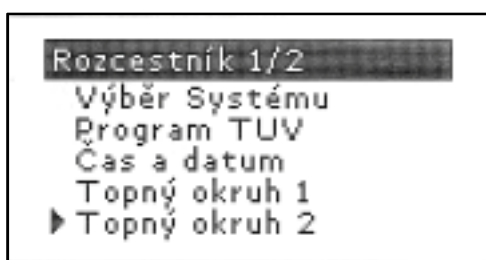 Rozcestník 1/2
Výběr Systému
Program TUV
Čas a datum
Topný okruh 1
Topný okruh 2